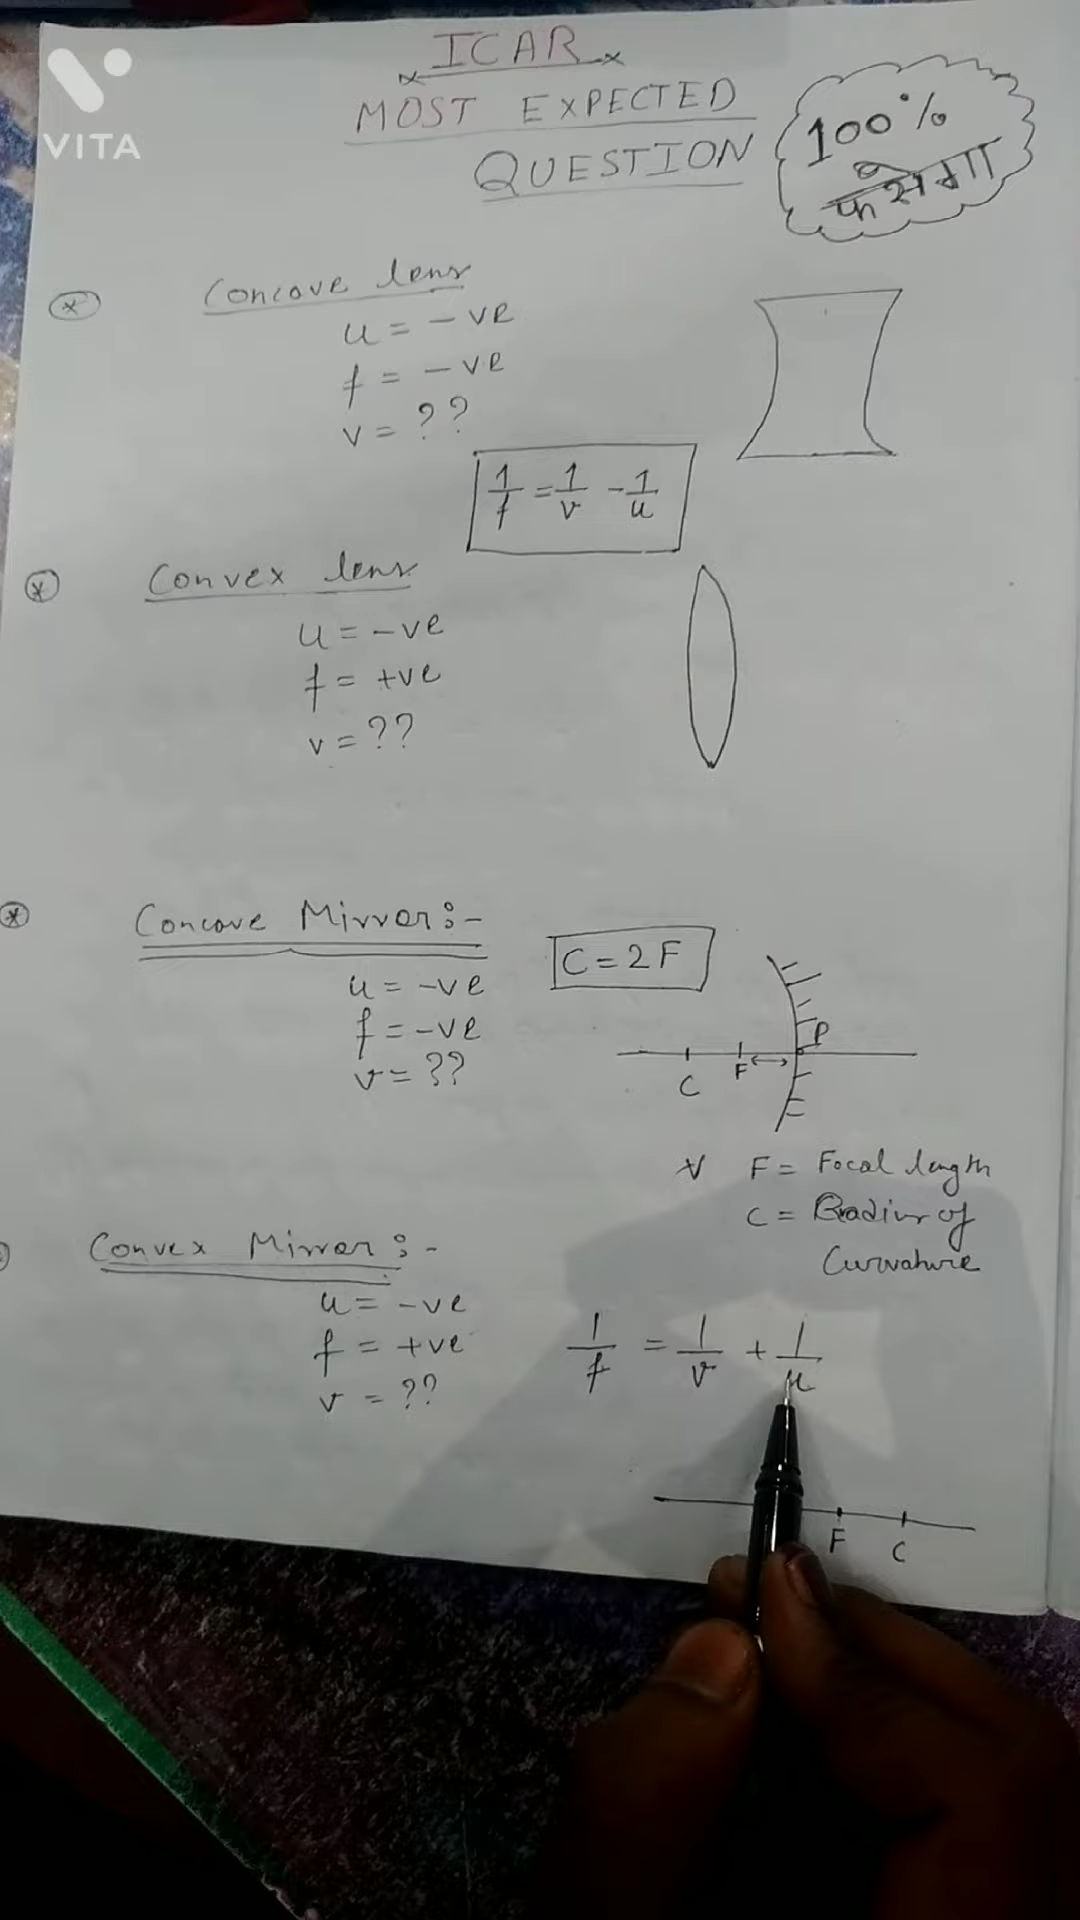 VITA
ICAR
MOST EXPECTED
QUESTION
100%
फसेगा
Concave lens
u = -ve
f = -ve
v = ??
1/f = 1/v - 1/u
Convex lens
u = -ve
f = +ve
v = ??
Concave Mirror:-
C = 2F
u = -ve
f = -ve
v = ??
P
C F
F = Focal length
C = Radius of
Curvature
Convex Mirror:-
u = -ve
f = +ve
v = ??
1/f = 1/v + 1/u
F C